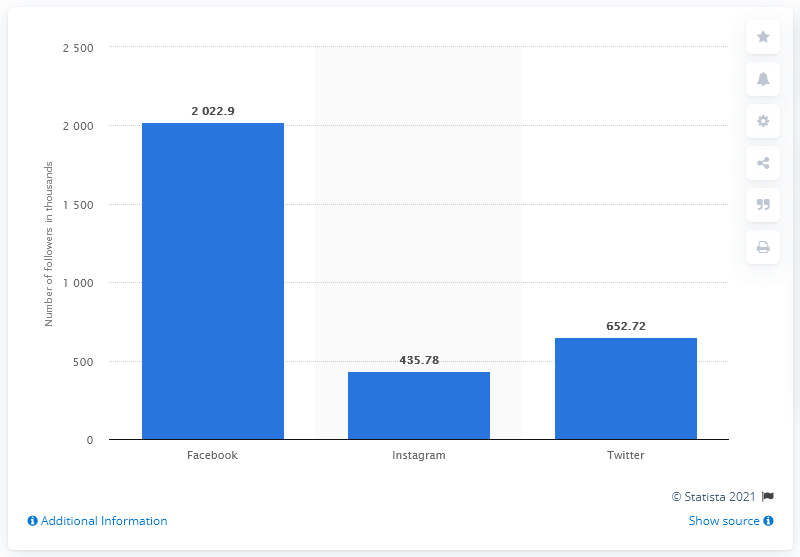 2 500
2 000
1 500
1 000
500
0
Number of followers in thousands
2 022.9
435.78
652.72
Facebook
Instagram
Twitter
© Statista 2021
Additional Information
Show source